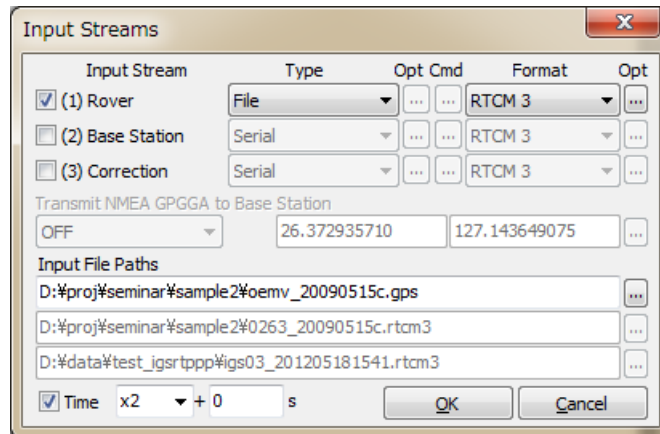 Input Streams
Input Stream Type Opt Cmd Format Opt
(1) Rover File ... ... RTCM 3 ...
(2) Base Station Serial ... ... RTCM 3
(3) Correction Serial ... ... RTCM 3
Transmit NMEA GPGGA to Base Station
OFF 26.372935710 127.143649075 ...
Input File Paths
D:¥proj¥seminar¥sample2¥oemv_20090515c.gps ...
D:¥proj¥seminar¥sample2¥0263_20090515c.rtcm3 ...
D:¥data¥test_igsrtppp¥igs03_201205181541.rtcm3 ...
Time x2 + 0 s OK Cancel